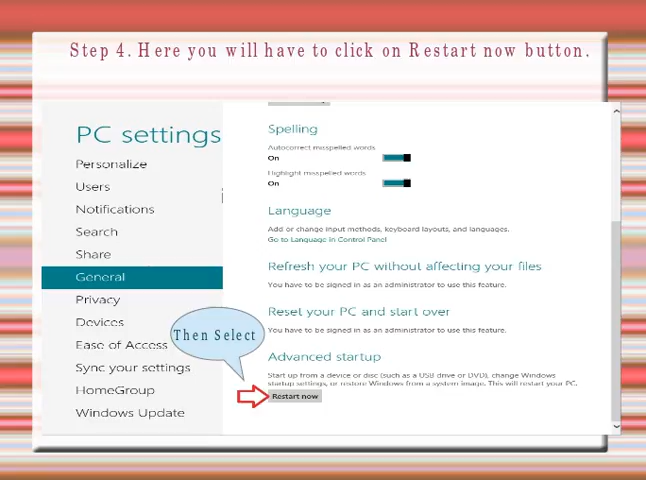 Step 4. Here you will have to click on Restart now button.
PC settings
Personalize
Users
Notifications
Search
Share
General
Privacy
Devices
Ease of Access
Sync your settings
HomeGroup
Windows Update
Spelling
Autocorrect misspelled words
On
Highlight misspelled words
On
Language
Add or change input methods, keyboard layouts, and languages.
Go to Language in Control Panel
Refresh your PC without affecting your files
You have to be signed in as an administrator to use this feature.
Reset your PC and start over
You have to be signed in as an administrator to use this feature.
Then Select
Advanced startup
Start up from a device or disc (such as a USB drive or DVD), change Windows
startup settings, or restore Windows from a system image. This will restart your PC.
Restart now